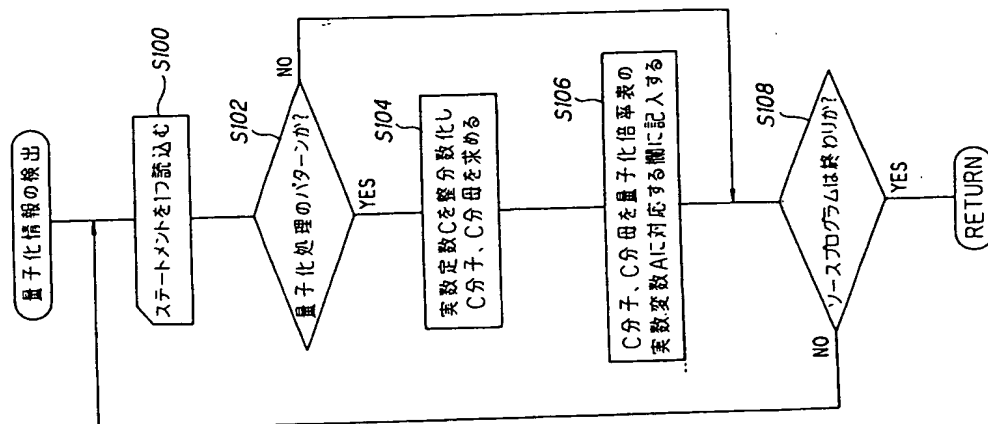 量子化情報の検出
ステートメントを1つ読込む
S100
量子化処理のパターンか?
S102
NO
YES
実数定数Cを整分数化し
C分子、C分母を求める
S104
C分子、C分母を量子化倍率表の
実数変数Aに対応する欄に記入する
S106
ソースプログラムは終わりか?
S108
NO
YES
RETURN